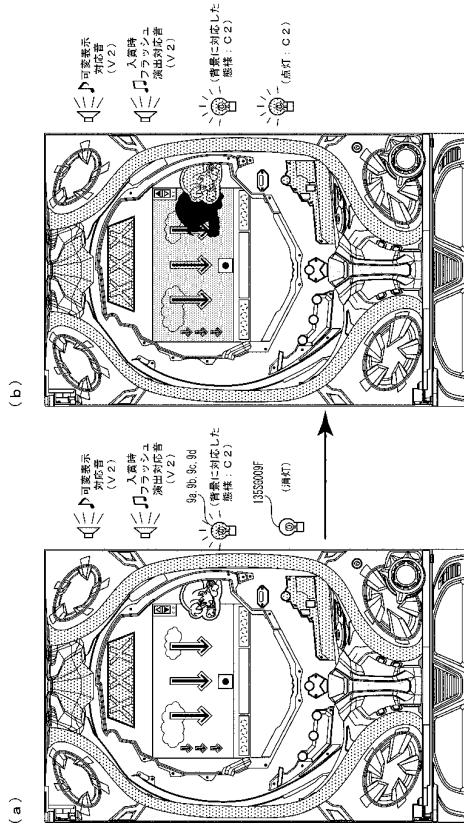 (a)
可変表示
対応音
(V2)
入賞時
フラッシュ
演出対応音
(V2)
9a,9b,9c,9d
(背景に対応した
態様:C2)
135SG009F
(消灯)
(b)
可変表示
対応音
(V2)
入賞時
フラッシュ
演出対応音
(V2)
(背景に対応した
態様:C2)
(点灯:C2)